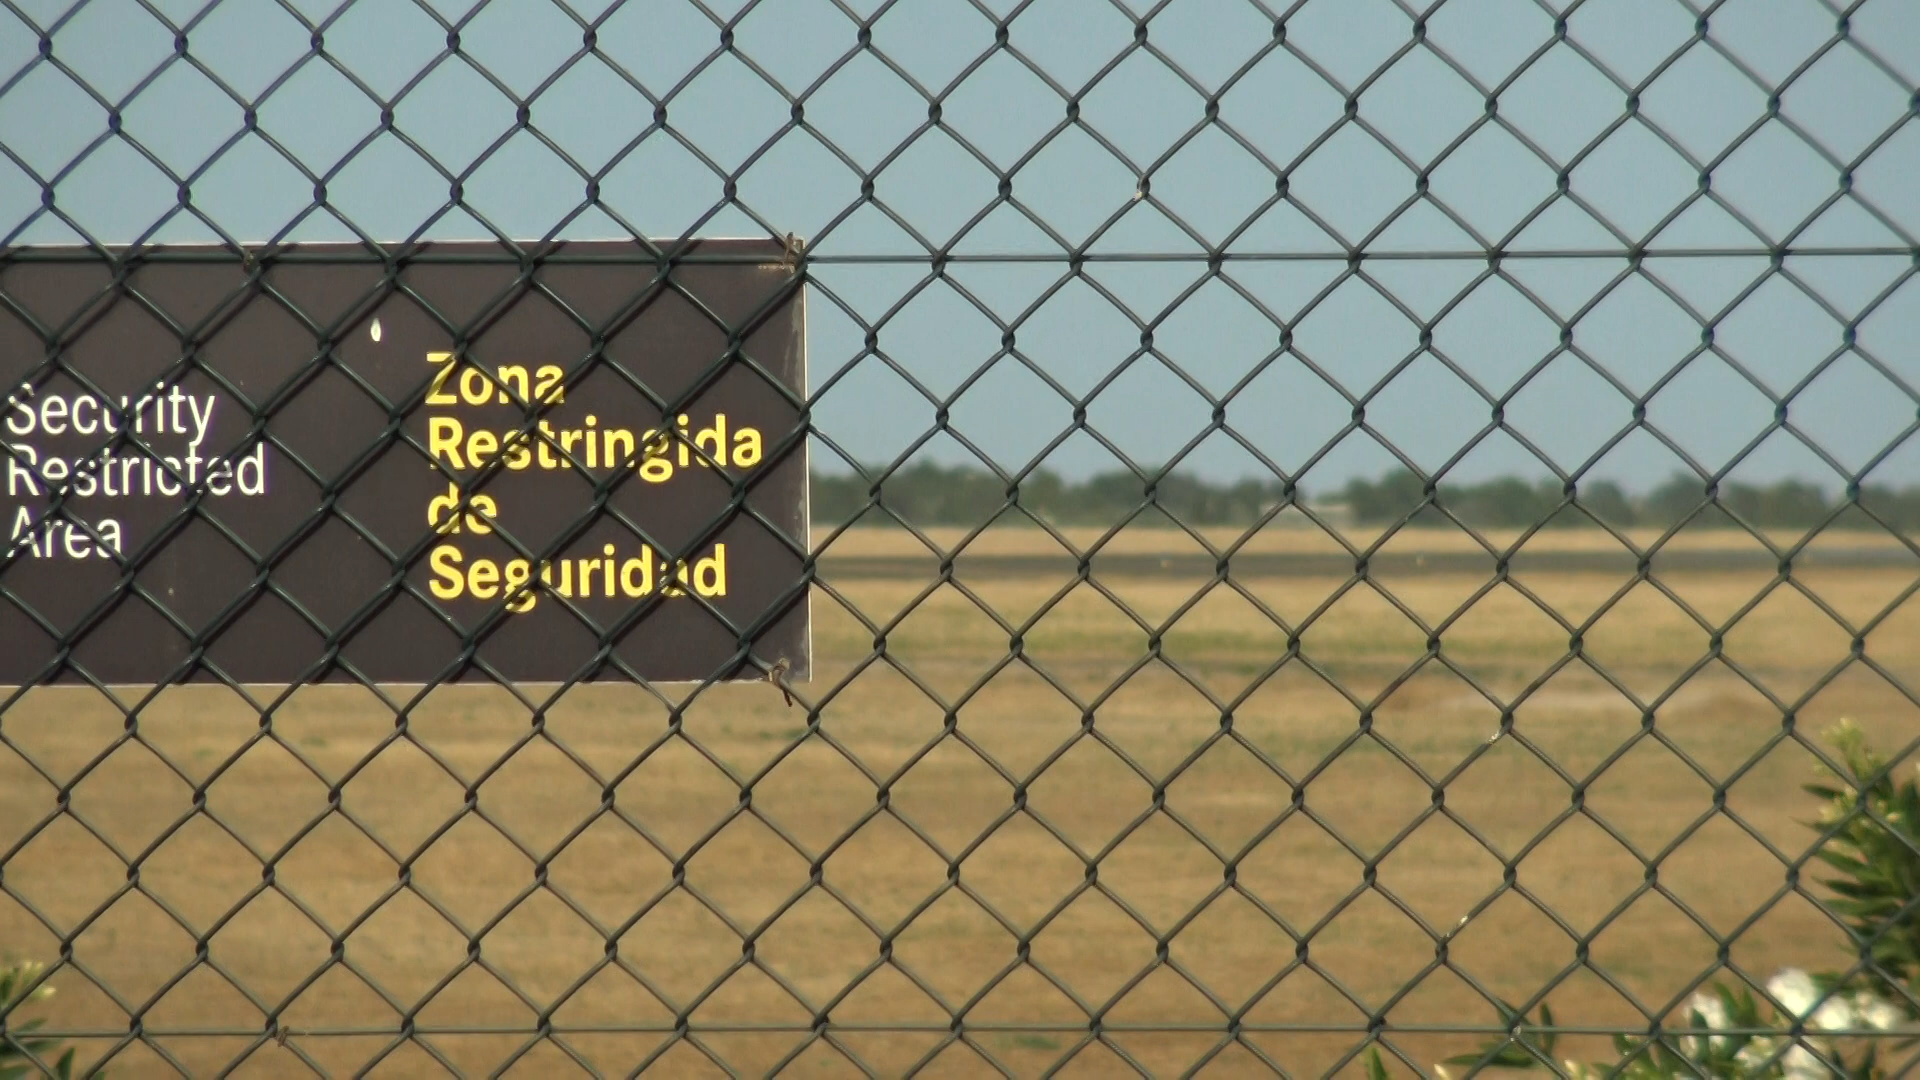 Security
Restricted
Area
Zona
Restringida
de
Seguridad